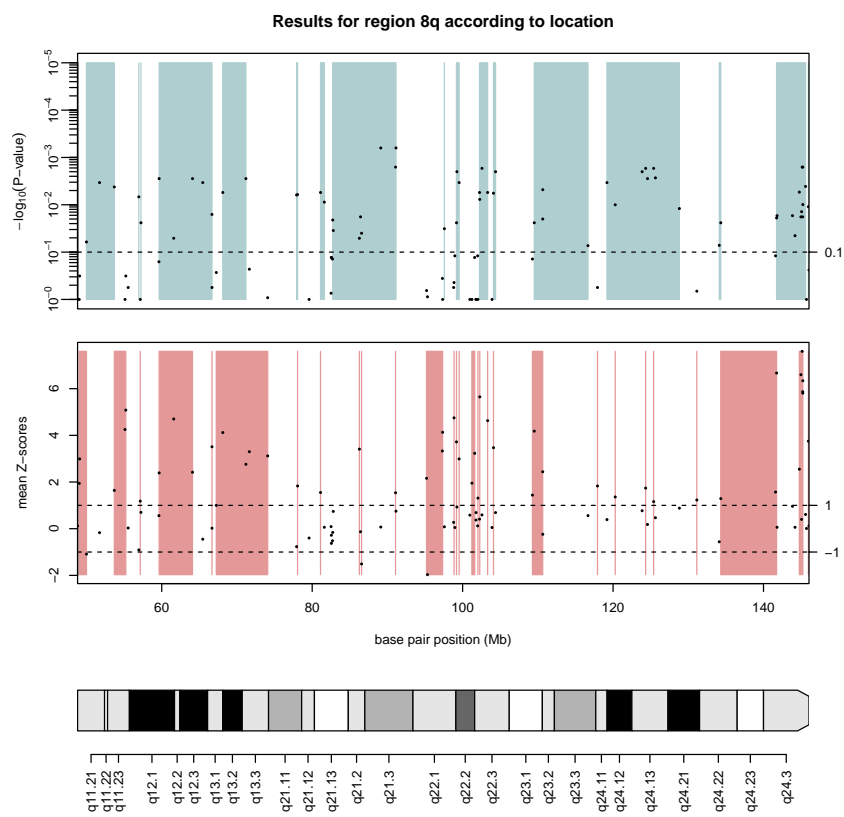 Results for region 8q according to location
−log10(P−value)
10−5
10−4
10−3
10−2
10−1
10−0
0.1
mean Z−scores
6
4
2
0
−2
1
−1
60 80 100 120 140
base pair position (Mb)
q11.21 q11.22 q11.23 q12.1 q12.2 q12.3 q13.1 q13.2 q13.3 q21.11 q21.12 q21.13 q21.2 q21.3 q22.1 q22.2 q22.3 q23.1 q23.2 q23.3 q24.11 q24.12 q24.13 q24.21 q24.22 q24.23 q24.3